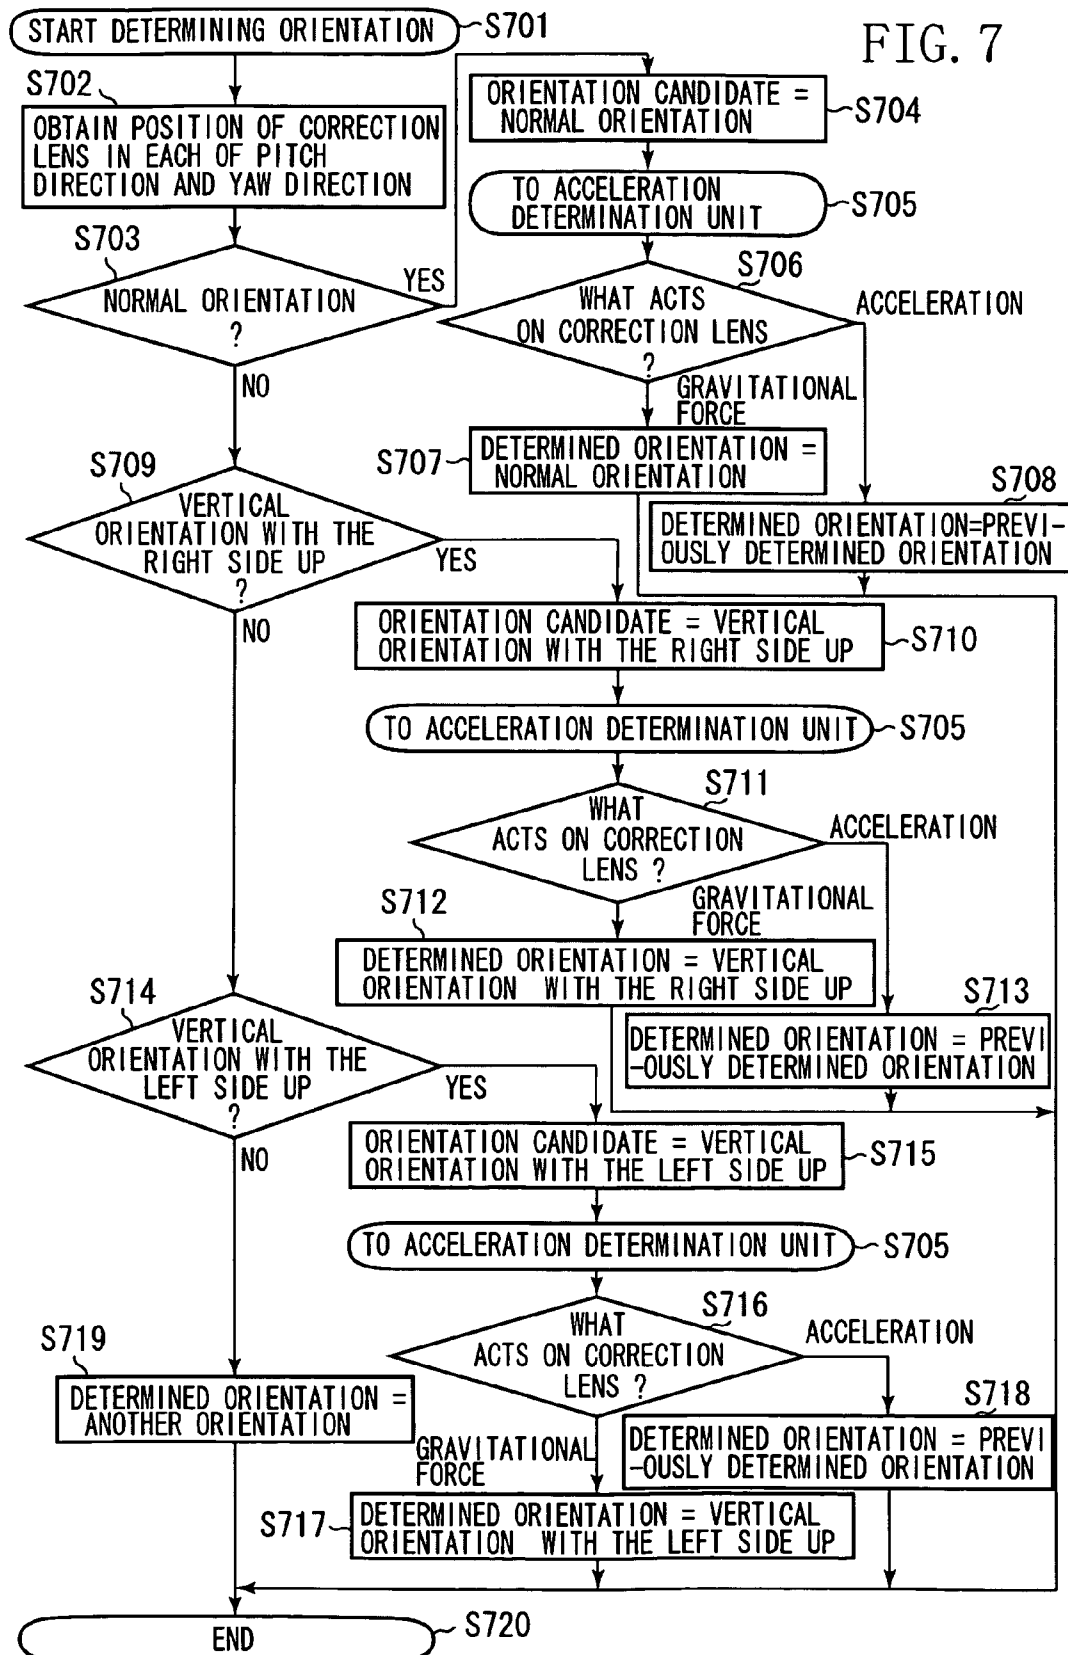 FIG. 7
START DETERMINING ORIENTATION
S701
S702
OBTAIN POSITION OF CORRECTION
LENS IN EACH OF PITCH
DIRECTION AND YAW DIRECTION
S703
NORMAL ORIENTATION
?
YES
NO
ORIENTATION CANDIDATE =
NORMAL ORIENTATION
S704
TO ACCELERATION
DETERMINATION UNIT
S705
S706
WHAT ACTS
ON CORRECTION LENS
?
ACCELERATION
GRAVITATIONAL
FORCE
S707
DETERMINED ORIENTATION =
NORMAL ORIENTATION
S708
DETERMINED ORIENTATION=PREVI-
OUSLY DETERMINED ORIENTATION
S709
VERTICAL
ORIENTATION WITH THE
RIGHT SIDE UP
?
YES
NO
ORIENTATION CANDIDATE = VERTICAL
ORIENTATION WITH THE RIGHT SIDE UP
S710
TO ACCELERATION DETERMINATION UNIT
S705
S711
WHAT
ACTS ON CORRECTION
LENS ?
ACCELERATION
GRAVITATIONAL
FORCE
S712
DETERMINED ORIENTATION = VERTICAL
ORIENTATION WITH THE RIGHT SIDE UP
S713
DETERMINED ORIENTATION = PREVI
-OUSLY DETERMINED ORIENTATION
S714
VERTICAL
ORIENTATION WITH THE
LEFT SIDE UP
?
YES
NO
ORIENTATION CANDIDATE = VERTICAL
ORIENTATION WITH THE LEFT SIDE UP
S715
TO ACCELERATION DETERMINATION UNIT
S705
S716
WHAT
ACTS ON CORRECTION
LENS ?
ACCELERATION
GRAVITATIONAL
FORCE
S717
DETERMINED ORIENTATION = VERTICAL
ORIENTATION WITH THE LEFT SIDE UP
S718
DETERMINED ORIENTATION = PREVI
-OUSLY DETERMINED ORIENTATION
S719
DETERMINED ORIENTATION =
ANOTHER ORIENTATION
END
S720